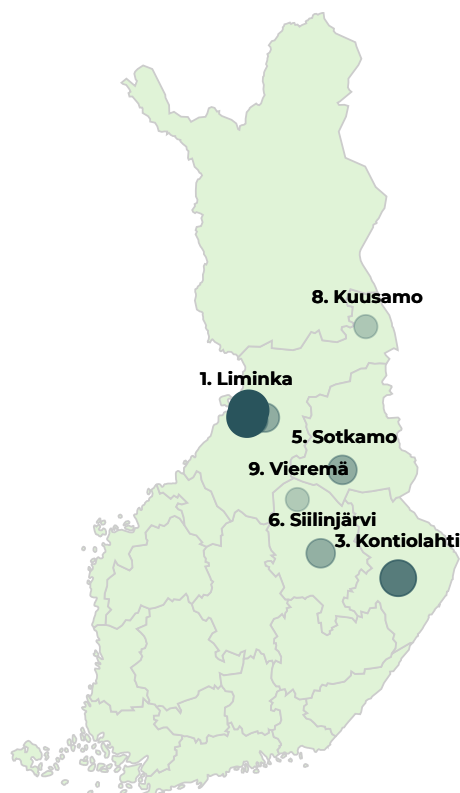 8. Kuusamo
1. Liminka
5. Sotkamo
9. Vieremä
6. Siilinjärvi
3. Kontiolahti